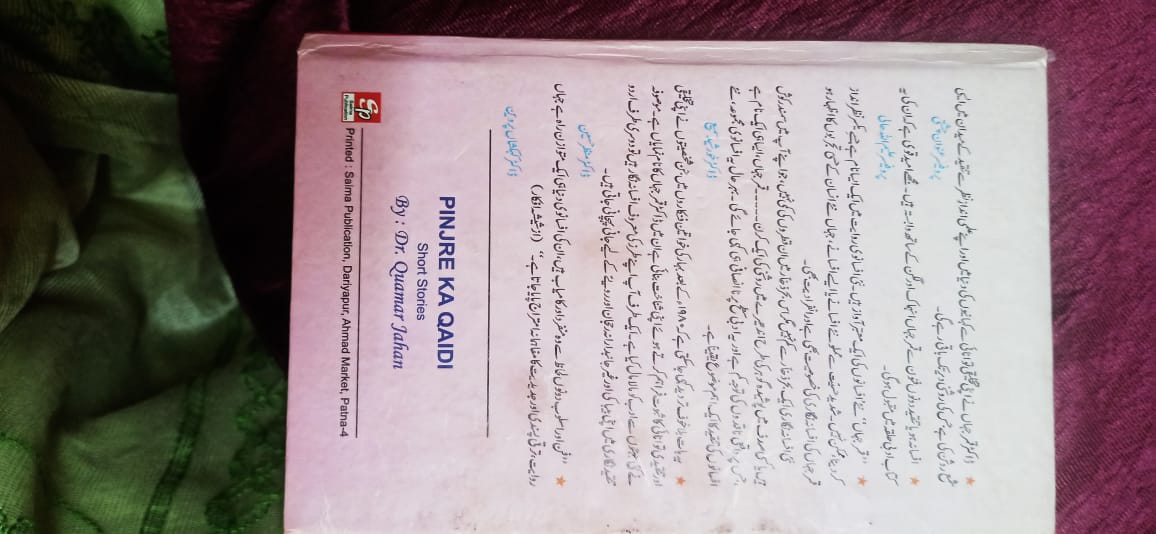 ★ ڈاکٹر قمر جہاں نے اپنی تخلیقی توانائی سے کہانیوں کی دنیا میں اور اپنے علمی انداز نظر سے تنقید کے میدان میں ایسی
شمع روشن کی ہے جس کی روشنی دیر تک باقی رہے گی۔
پروفیسر عنوان چشتی
★ افسانہ ہو یا تنقید دونوں فنون سے قمر جہاں انہماک اور لگن کے ساتھ وابستہ ہیں۔ مجھے امید قوی ہے کہ ان کی یہ
کتاب ادبی حلقہ میں مقبول ہوگی۔
پروفیسر علیم اللہ حالی
★ ''قمر جہاں'' نئے افسانوں کی ایک معتبر آواز ہیں۔ نئی افسانوی روایت میں ایک ایسا نام ہے جسے یکسر نظر انداز
کر دینا ممکن نہیں۔ شدید حسیّت سے مملو نئے افسانے یا ایسے افسانے، جہاں نئے انسان کے حسی تجربوں کا اظہار ہو
قمر جہاں کی افسانہ نگاری کی خصوصیت بھی ہے اور انفرادیت بھی۔
نئی افسانہ نگاری ایک بحر ذخار سے کم نہیں مگر اس بحر ذخار میں ان قطروں کی کمی نہیں، جو اپنے آپ میں سمندر کوش
ہیں یا کسی صدف میں پوشیدہ گوہر کی طرح اندھیرے میں روشنی کی ایک کرن۔۔۔۔۔ قمر جہاں، ایسا ہی ایک نام ہے
جس پر واقعی ناقدوں کی توجہ کم ہے اور یہ ادبی سطح پر نا انصافی ہی کہی جائے گی۔ بہر حال یہ افسانوی مجموعہ، نئے
افسانوں کی تنقید کا ایک اہم موضوع یقیناً ہے۔
ڈاکٹر خورشید سمیع
★ یہ بات بلا خوف تردید کہی جا سکتی ہے کہ ۱۹۸۰ء کے بعد بہار کی خواتین فنکاروں میں جن شخصیتوں نے اپنی تخلیقی
اور تنقیدی توانائی کا ثبوت فراہم کرتے ہوئے اپنی شناخت بنائی ہے ان میں ڈاکٹر قمر جہاں کا نام نمایاں ہے۔ موصوفہ
نے کئی جہتوں سے ادب کو مالا مال کیا ہے۔ ایک طرف آپ اپنے طرز کی معروف افسانہ نگار ہیں تو دوسری طرف اردو
تنقید نگاری میں اپنی بیباکی اور غیر جانبدارانہ رجحان اور رویے کے لیے جانی پہچانی جاتی ہیں۔
ڈاکٹر منظر حسین
★ ''فن اور اسلوب دونوں لحاظ سے وہ منفرد اور کامیاب ہیں، ان کی افسانوی دنیا ہی ایک متوازن راہ ہے جہاں
روایت، ترقی پسندی اور جدیدیت کا مفاہمانہ امتزاج پایا جاتا ہے۔'' (از شیشۂ افکار)
ڈاکٹر کہکشاں پروین
PINJRE KA QAIDI
Short Stories
By : Dr. Quamar Jahan
Sp
Saima
Publication
Printed : Saima Publication, Dariyapur, Ahmad Market, Patna-4